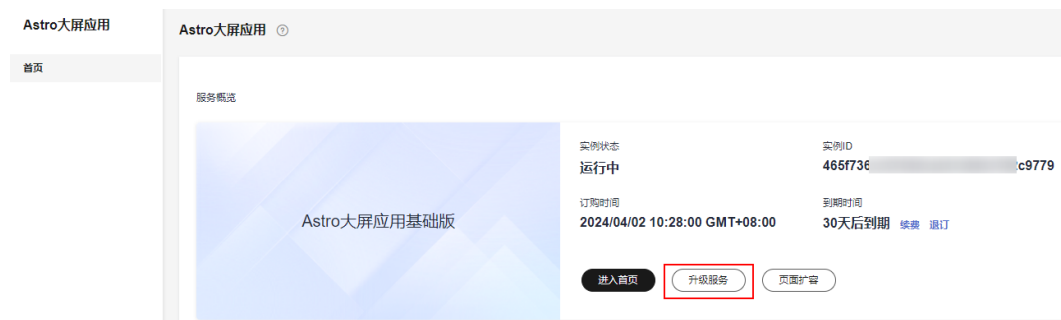 Astro大屏应用
Astro大屏应用
首页
服务概览
Astro大屏应用基础版
实例状态
运行中
实例ID
465f736 c9779
订购时间
2024/04/02 10:28:00 GMT+08:00
到期时间
30天后到期 续费 退订
进入首页 升级服务 页面扩容